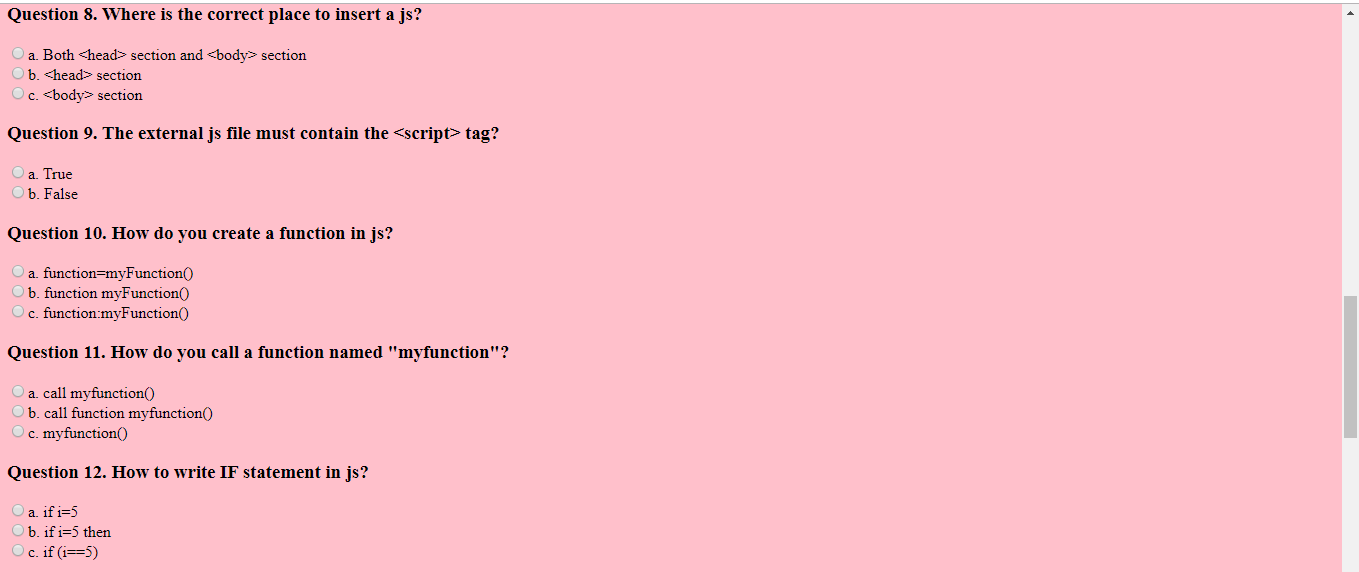 Question 8. Where is the correct place to insert a js?
a. Both <head> section and <body> section
b. <head> section
c. <body> section
Question 9. The external js file must contain the <script> tag?
a. True
b. False
Question 10. How do you create a function in js?
a. function=myFunction()
b. function myFunction()
c. function:myFunction()
Question 11. How do you call a function named "myfunction"?
a. call myfunction()
b. call function myfunction()
c. myfunction()
Question 12. How to write IF statement in js?
a. if i=5
b. if i=5 then
c. if (i==5)